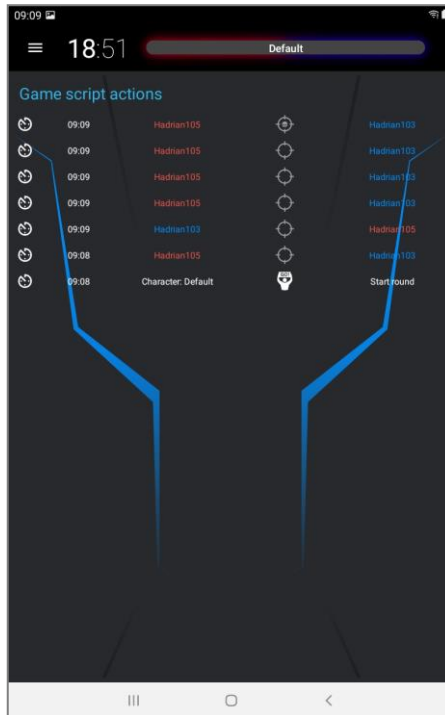 09:09
18:51 Default
Game script actions
09:09 Hadrian105 Hadrian103
09:09 Hadrian105 Hadrian103
09:09 Hadrian105 Hadrian103
09:09 Hadrian105 Hadrian103
09:09 Hadrian103 Hadrian105
09:08 Hadrian105 Hadrian103
09:08 Character: Default Start round